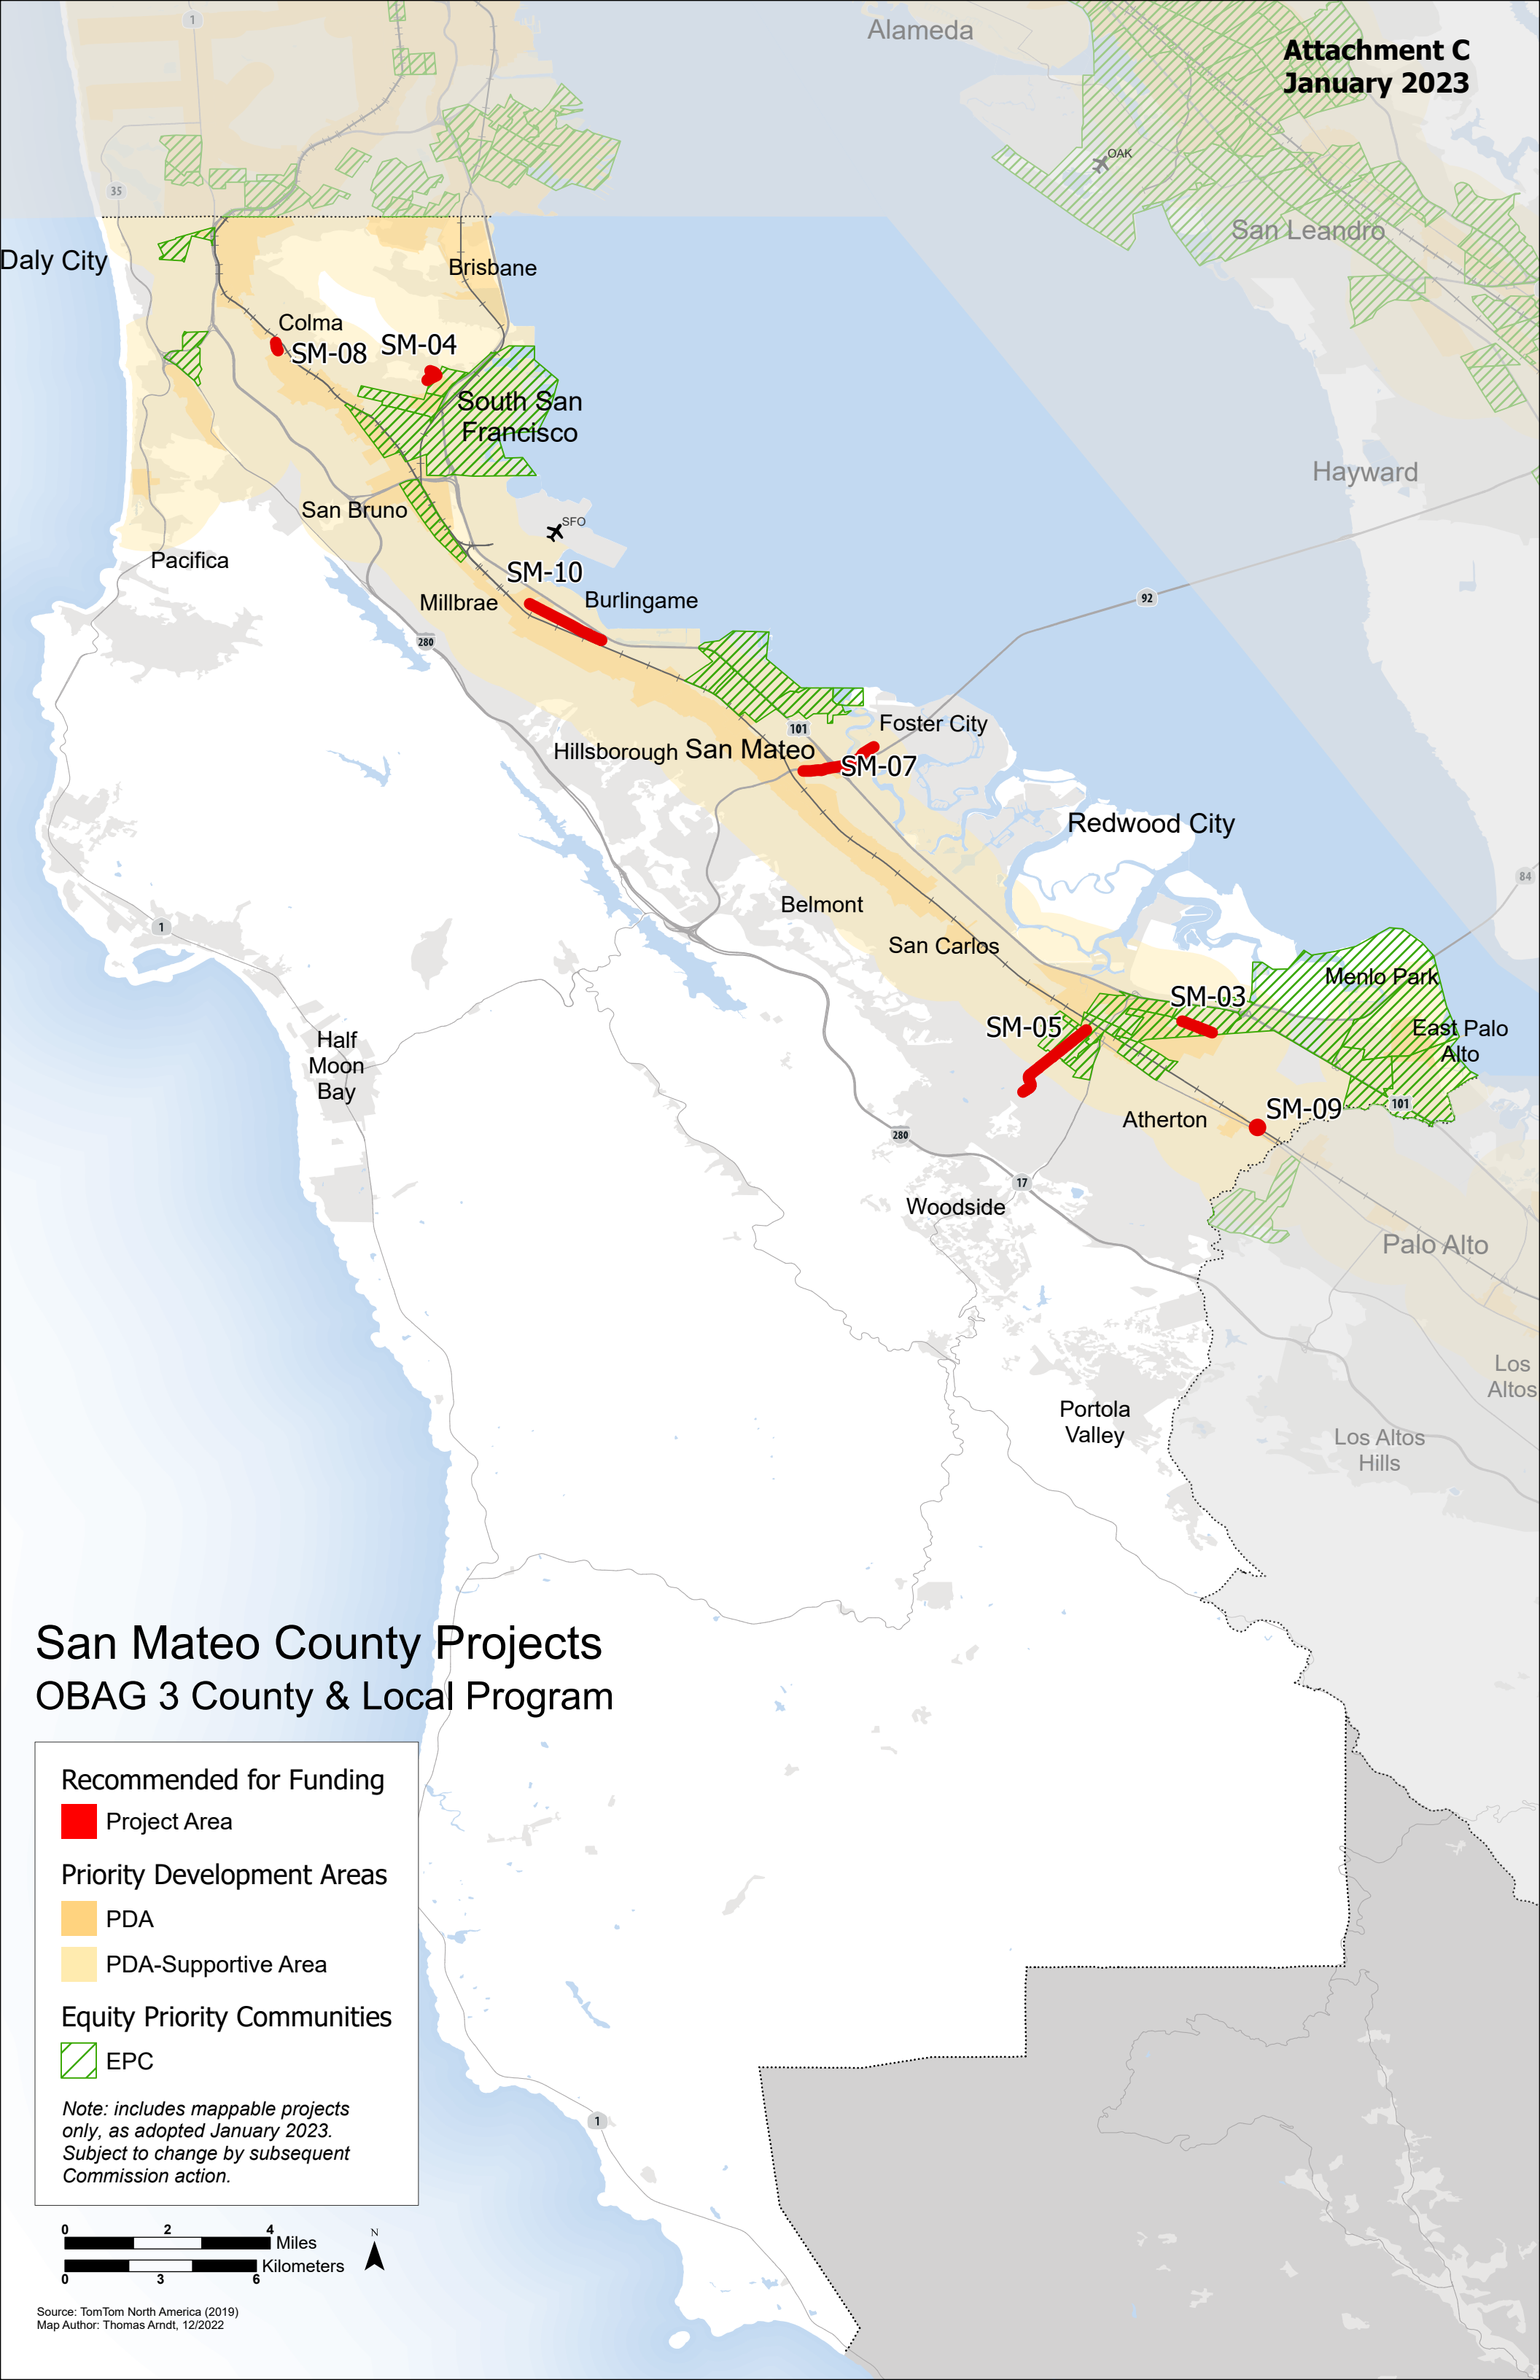 Attachment C
January 2023
Alameda
OAK
San Leandro
Hayward
1
35
Daly City
Brisbane
Colma
SM-08
SM-04
South San
Francisco
San Bruno
SFO
Pacifica
SM-10
Millbrae
Burlingame
280
92
101
Foster City
Hillsborough
San Mateo
SM-07
Redwood City
84
Belmont
San Carlos
1
Menlo Park
SM-03
SM-05
East Palo
Alto
Half
Moon
Bay
101
SM-09
Atherton
280
17
Woodside
Palo Alto
Los
Altos
Portola
Valley
Los Altos
Hills
San Mateo County Projects
OBAG 3 County & Local Program
Recommended for Funding
Project Area
Priority Development Areas
PDA
PDA-Supportive Area
Equity Priority Communities
EPC
Note: includes mappable projects
only, as adopted January 2023.
Subject to change by subsequent
Commission action.
1
0 2 4
Miles
Kilometers
0 3 6
N
Source: TomTom North America (2019)
Map Author: Thomas Arndt, 12/2022